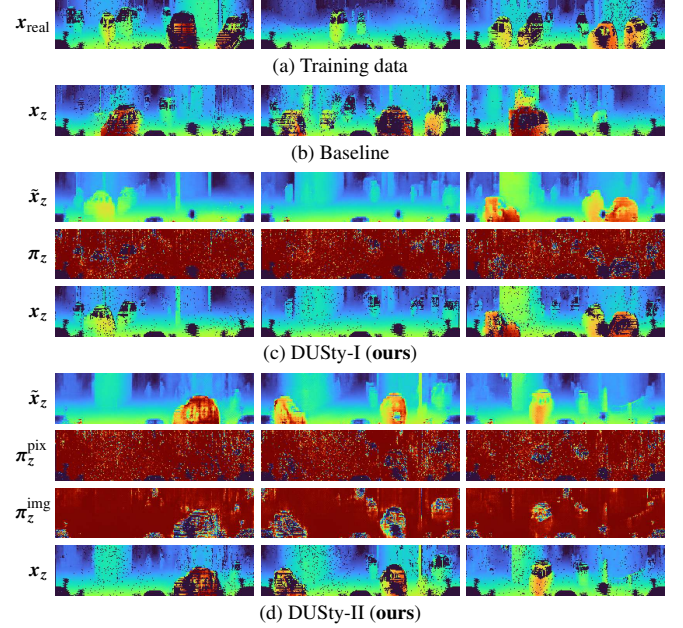 x_real
(a) Training data
x_z
(b) Baseline
x̃_z
π_z
x_z
(c) DUSty-I (ours)
x̃_z
π_z^pix
π_z^img
x_z
(d) DUSty-II (ours)